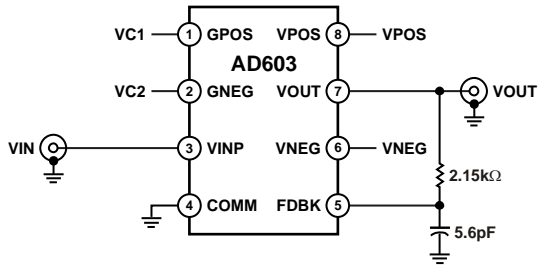 VC1 1 GPOS VPOS 8 VPOS
AD603
VC2 2 GNEG VOUT 7 VOUT
VIN 3 VINP VNEG 6 VNEG
2.15kΩ
4 COMM FDBK 5
5.6pF